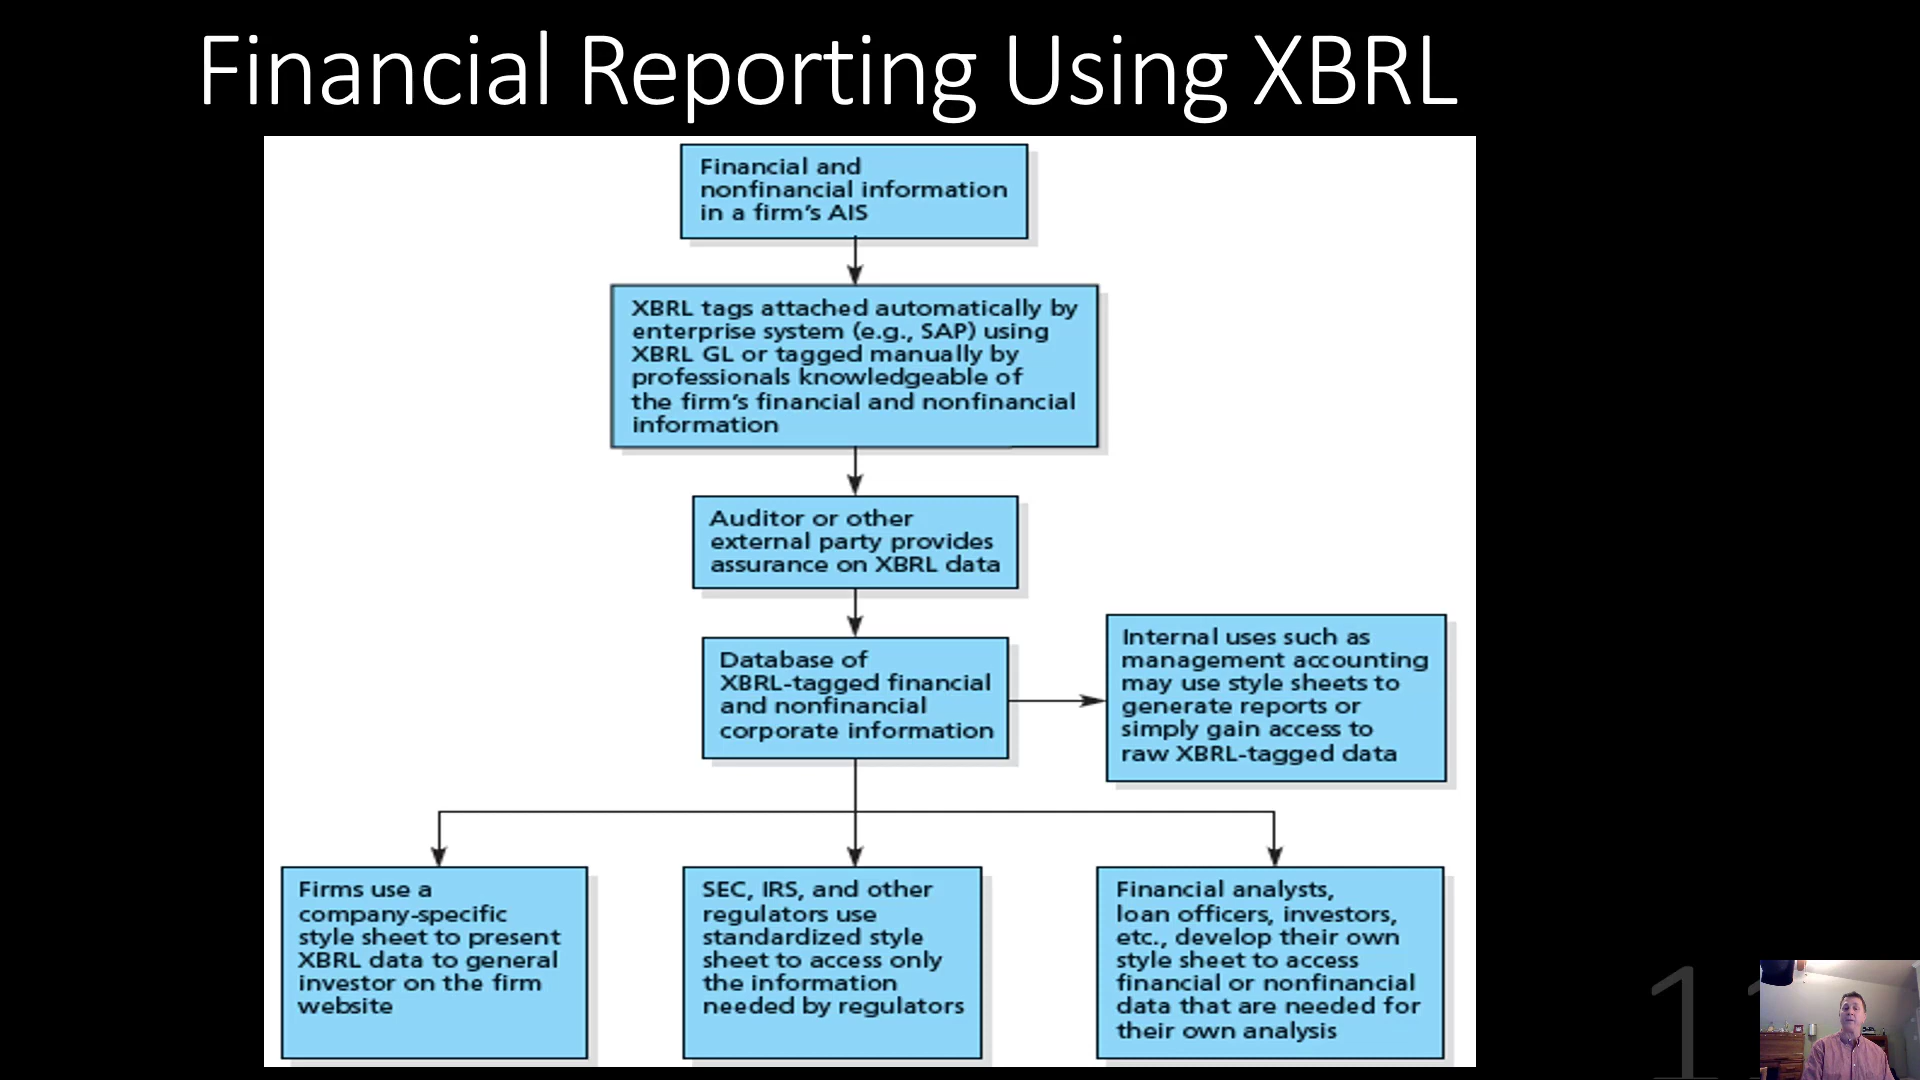 Financial Reporting Using XBRL
Financial and
nonfinancial information
in a firm's AIS
XBRL tags attached automatically by
enterprise system (e.g., SAP) using
XBRL GL or tagged manually by
professionals knowledgeable of
the firm's financial and nonfinancial
information
Auditor or other
external party provides
assurance on XBRL data
Database of
XBRL-tagged financial
and nonfinancial
corporate information
Internal uses such as
management accounting
may use style sheets to
generate reports or
simply gain access to
raw XBRL-tagged data
Firms use a
company-specific
style sheet to present
XBRL data to general
investor on the firm
website
SEC, IRS, and other
regulators use
standardized style
sheet to access only
the information
needed by regulators
Financial analysts,
loan officers, investors,
etc., develop their own
style sheet to access
financial or nonfinancial
data that are needed for
their own analysis